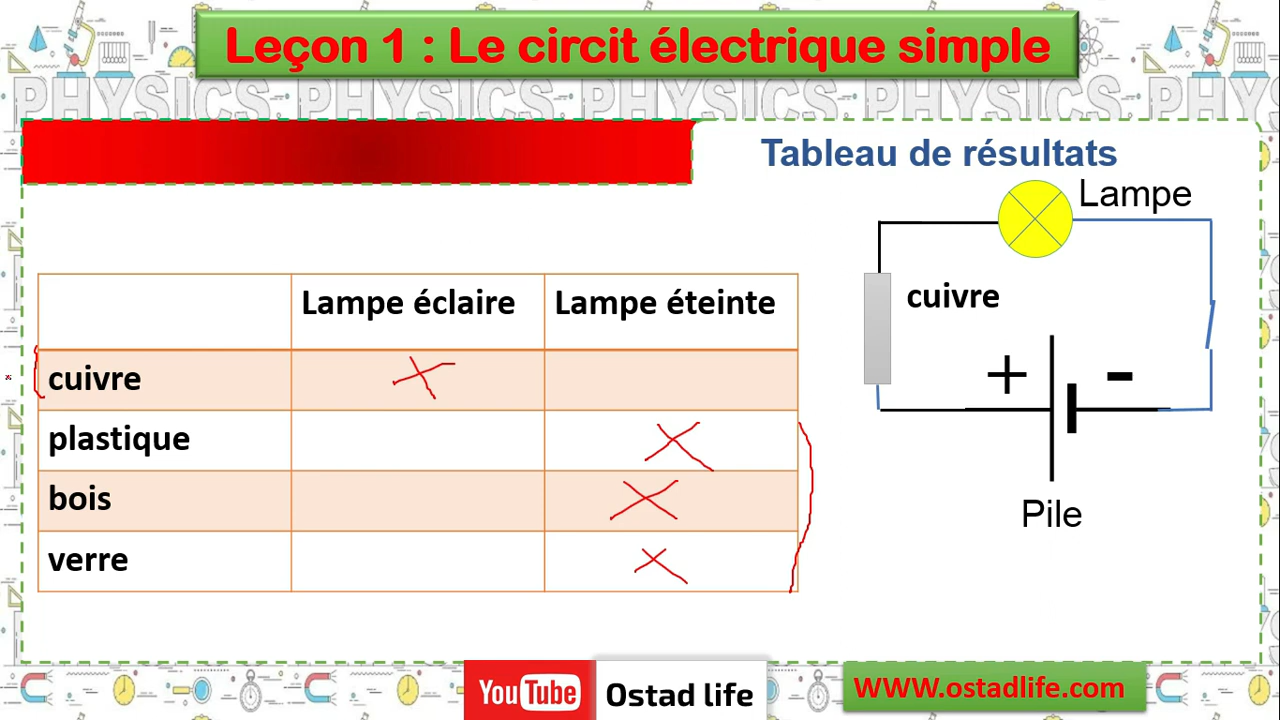 Leçon 1 : Le circit électrique simple
PHYSICS. PHYSICS. PHYSICS. PHYSICS.
Tableau de résultats
Lampe
cuivre
+ -
Pile
Lampe éclaire Lampe éteinte
cuivre
plastique
bois
verre
YouTube Ostad life
WWW.ostadlife.com